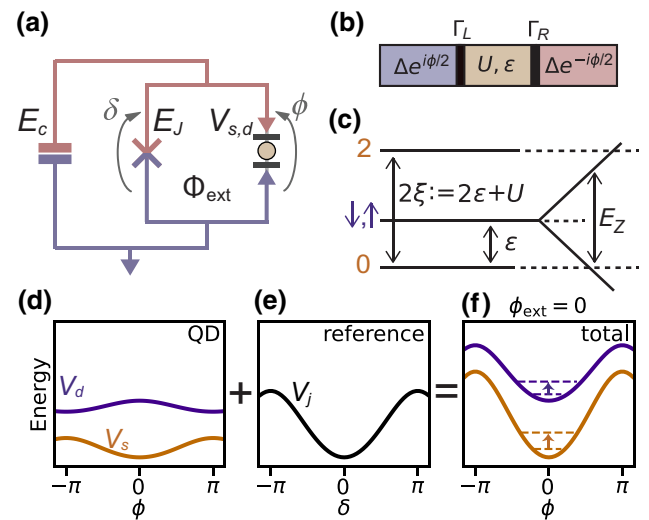 (a)
E_c
δ
E_J
V_{s,d}
ϕ
Φ_ext
(b)
Γ_L
Γ_R
Δe^{iϕ/2}
U, ε
Δe^{-iϕ/2}
(c)
2
2ξ:=2ε+U
↓,↑
E_Z
ε
0
(d)
(e)
(f)
ϕ_ext = 0
QD
reference
total
Energy
V_d
V_s
+
V_j
=
−π 0 π
ϕ
−π 0 π
δ
−π 0 π
ϕ